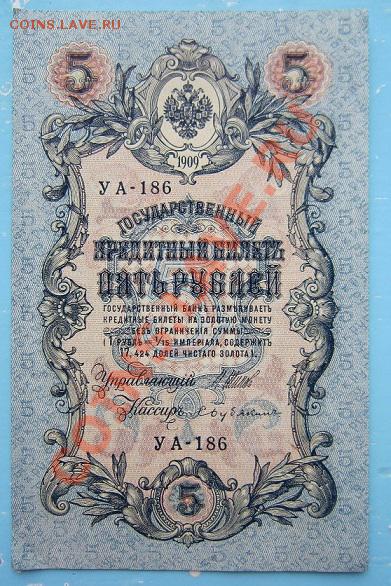 COINS.LAVE.RU
5 5
1909
УА-186
ГОСУДАРСТВЕННЫЙ
КРЕДИТНЫЙ БИЛЕТЪ
ПЯТЬ РУБЛЕЙ
ГОСУДАРСТВЕННЫЙ БАНКЪ РАЗМѢНИВАЕТЪ
КРЕДИТНЫЕ БИЛЕТЫ НА ЗОЛОТУЮ МОНЕТУ
БЕЗЪ ОГРАНИЧЕНІЯ СУММЫ
(1 РУБЛЬ = 1/15 ИМПЕРІАЛА, СОДЕРЖИТЪ
17,424 ДОЛЕЙ ЧИСТАГО ЗОЛОТА).
Управляющій
Кассиръ
УА-186
5